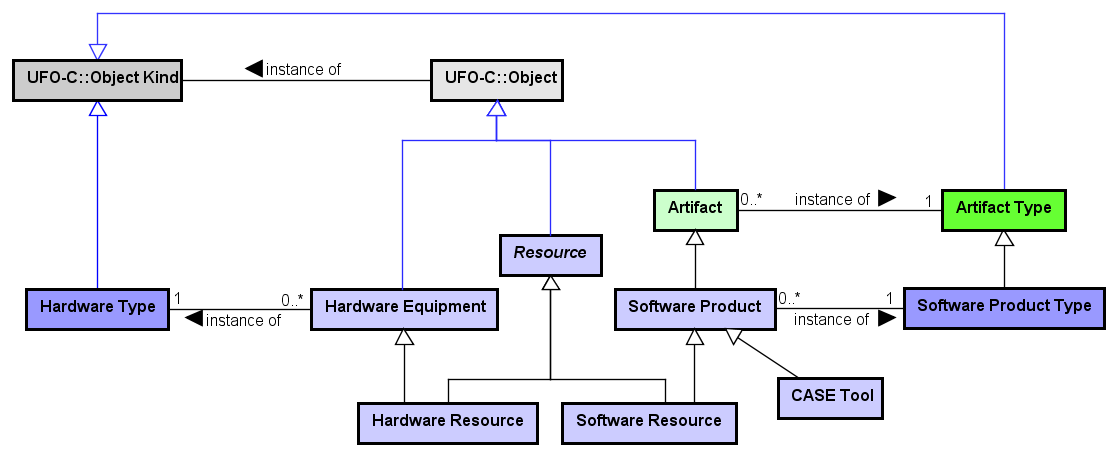 UFO-C::Object Kind
instance of
UFO-C::Object
Artifact
0..*
instance of
1
Artifact Type
Resource
Hardware Type
1
instance of
0..*
Hardware Equipment
Software Product
0..*
instance of
1
Software Product Type
CASE Tool
Hardware Resource
Software Resource